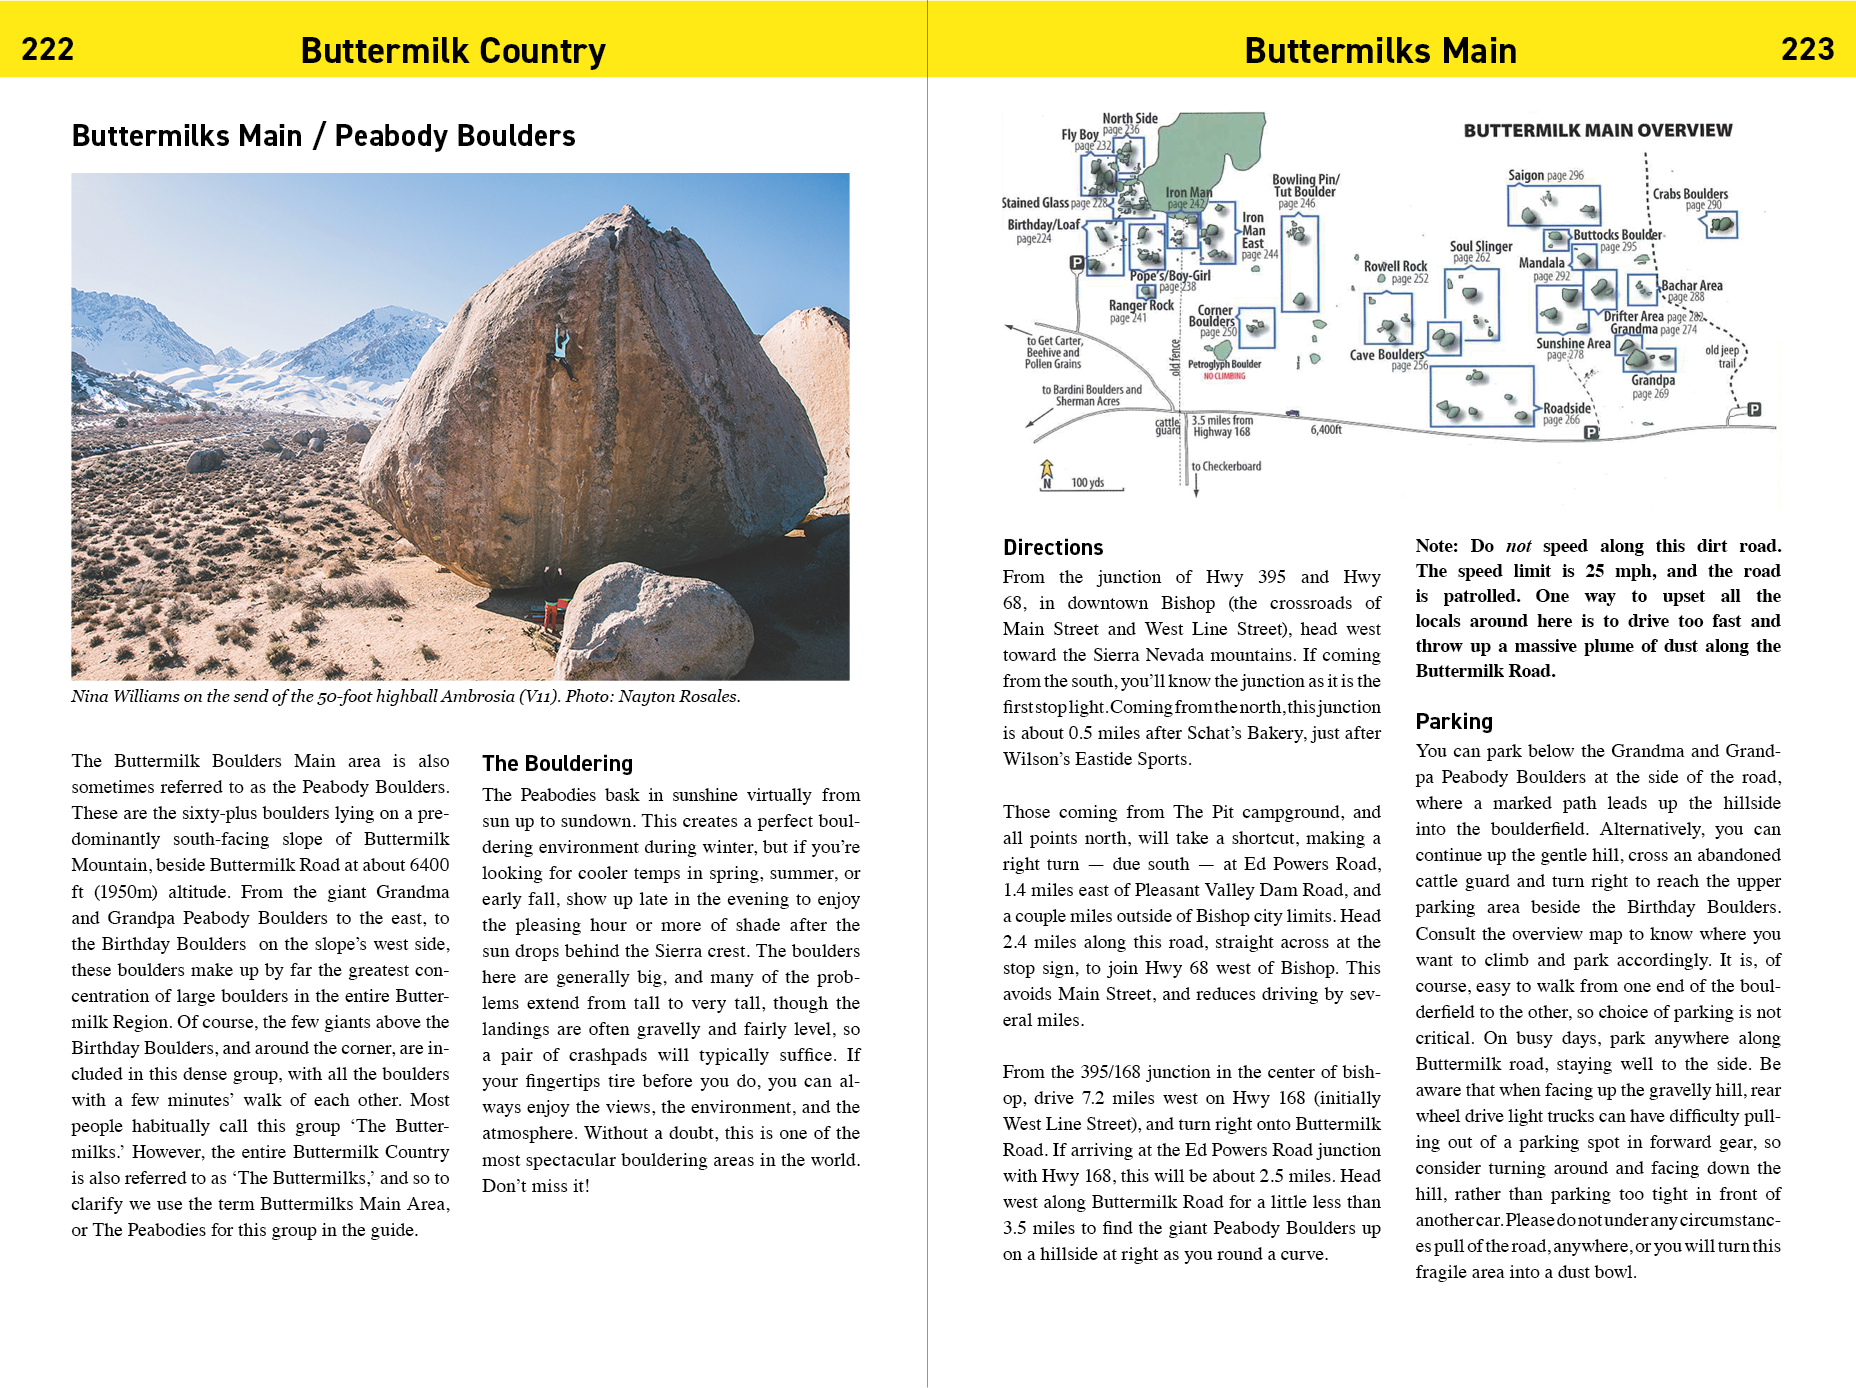 222
Buttermilk Country
Buttermilks Main / Peabody Boulders
Nina Williams on the send of the 50-foot highball Ambrosia (V11). Photo: Nayton Rosales.
The Buttermilk Boulders Main area is also
sometimes referred to as the Peabody Boulders.
These are the sixty-plus boulders lying on a pre-
dominantly south-facing slope of Buttermilk
Mountain, beside Buttermilk Road at about 6400
ft (1950m) altitude. From the giant Grandma
and Grandpa Peabody Boulders to the east, to
the Birthday Boulders on the slope's west side,
these boulders make up by far the greatest con-
centration of large boulders in the entire Butter-
milk Region. Of course, the few giants above the
Birthday Boulders, and around the corner, are in-
cluded in this dense group, with all the boulders
with a few minutes' walk of each other. Most
people habitually call this group 'The Butter-
milks.' However, the entire Buttermilk Country
is also referred to as 'The Buttermilks,' and so to
clarify we use the term Buttermilks Main Area,
or The Peabodies for this group in the guide.
The Bouldering
The Peabodies bask in sunshine virtually from
sun up to sundown. This creates a perfect boul-
dering environment during winter, but if you're
looking for cooler temps in spring, summer, or
early fall, show up late in the evening to enjoy
the pleasing hour or more of shade after the
sun drops behind the Sierra crest. The boulders
here are generally big, and many of the prob-
lems extend from tall to very tall, though the
landings are often gravelly and fairly level, so
a pair of crashpads will typically suffice. If
your fingertips tire before you do, you can al-
ways enjoy the views, the environment, and the
atmosphere. Without a doubt, this is one of the
most spectacular bouldering areas in the world.
Don't miss it!
Buttermilks Main
223
BUTTERMILK MAIN OVERVIEW
North Side
page 236
Fly Boy
page 232
Stained Glass page 228
Birthday/Loaf
page224
Iron Man
page 242
Iron
Man
East
page 244
Bowling Pin/
Tut Boulder
page 246
Pope's/Boy-Girl
page 238
Ranger Rock
page 241
Corner
Boulders
page 250
Petroglyph Boulder
NO CLIMBING
Rowell Rock
page 252
Cave Boulders
page 256
Soul Slinger
page 262
Saigon page 296
Crabs Boulders
page 290
Buttocks Boulder
page 295
Mandala
page 292
Bachar Area
page 288
Drifter Area page 282
Grandma page 274
Sunshine Area
page 278
Grandpa
page 269
Roadside
page 266
old jeep
trail
P
P
P
to Get Carter,
Beehive and
Pollen Grains
to Bardini Boulders and
Sherman Acres
old fence
cattle
guard
3.5 miles from
Highway 168
6,400ft
to Checkerboard
N
100 yds
Directions
From the junction of Hwy 395 and Hwy
68, in downtown Bishop (the crossroads of
Main Street and West Line Street), head west
toward the Sierra Nevada mountains. If coming
from the south, you'll know the junction as it is the
first stop light. Coming from the north, this junction
is about 0.5 miles after Schat's Bakery, just after
Wilson's Eastide Sports.
Those coming from The Pit campground, and
all points north, will take a shortcut, making a
right turn — due south — at Ed Powers Road,
1.4 miles east of Pleasant Valley Dam Road, and
a couple miles outside of Bishop city limits. Head
2.4 miles along this road, straight across at the
stop sign, to join Hwy 68 west of Bishop. This
avoids Main Street, and reduces driving by sev-
eral miles.
From the 395/168 junction in the center of bish-
op, drive 7.2 miles west on Hwy 168 (initially
West Line Street), and turn right onto Buttermilk
Road. If arriving at the Ed Powers Road junction
with Hwy 168, this will be about 2.5 miles. Head
west along Buttermilk Road for a little less than
3.5 miles to find the giant Peabody Boulders up
on a hillside at right as you round a curve.
Note: Do not speed along this dirt road.
The speed limit is 25 mph, and the road
is patrolled. One way to upset all the
locals around here is to drive too fast and
throw up a massive plume of dust along the
Buttermilk Road.
Parking
You can park below the Grandma and Grand-
pa Peabody Boulders at the side of the road,
where a marked path leads up the hillside
into the boulderfield. Alternatively, you can
continue up the gentle hill, cross an abandoned
cattle guard and turn right to reach the upper
parking area beside the Birthday Boulders.
Consult the overview map to know where you
want to climb and park accordingly. It is, of
course, easy to walk from one end of the boul-
derfield to the other, so choice of parking is not
critical. On busy days, park anywhere along
Buttermilk road, staying well to the side. Be
aware that when facing up the gravelly hill, rear
wheel drive light trucks can have difficulty pull-
ing out of a parking spot in forward gear, so
consider turning around and facing down the
hill, rather than parking too tight in front of
another car. Please do not under any circumstanc-
es pull of the road, anywhere, or you will turn this
fragile area into a dust bowl.